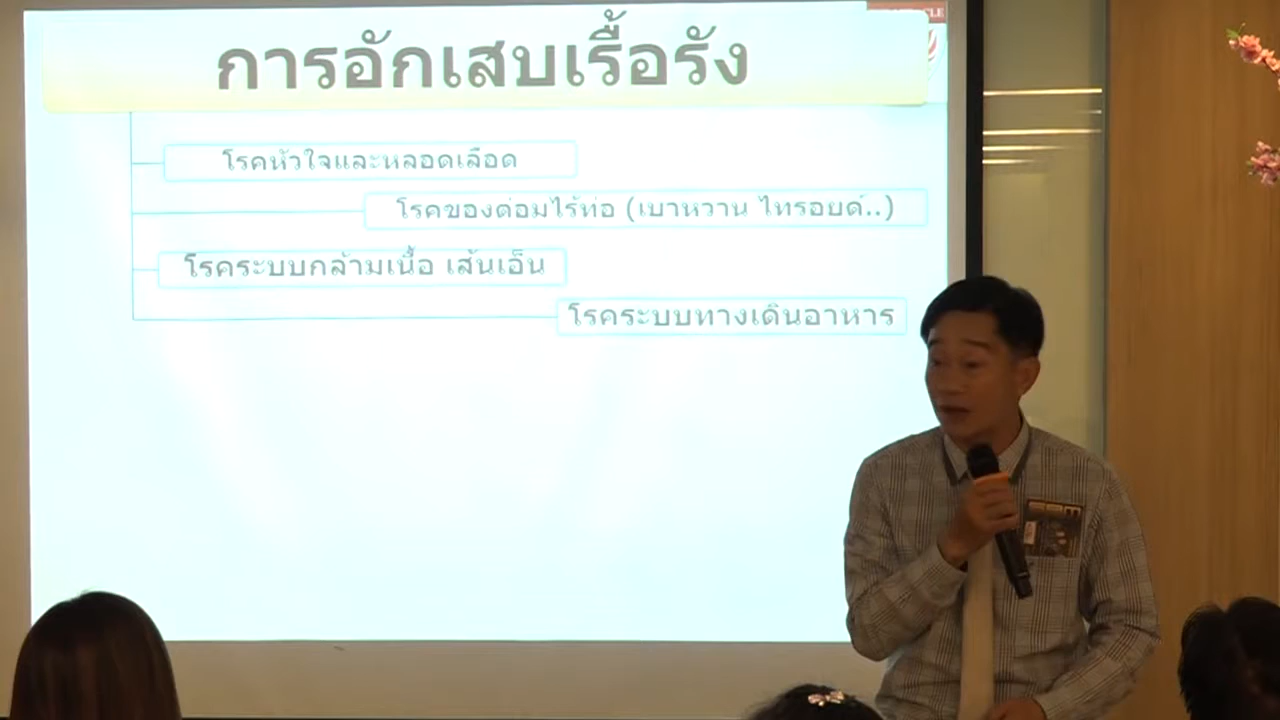 การอักเสบเรื้อรัง
โรคหัวใจและหลอดเลือด
โรคของต่อมไร้ท่อ (เบาหวาน ไทรอยด์..)
โรคระบบกล้ามเนื้อ เส้นเอ็น
โรคระบบทางเดินอาหาร